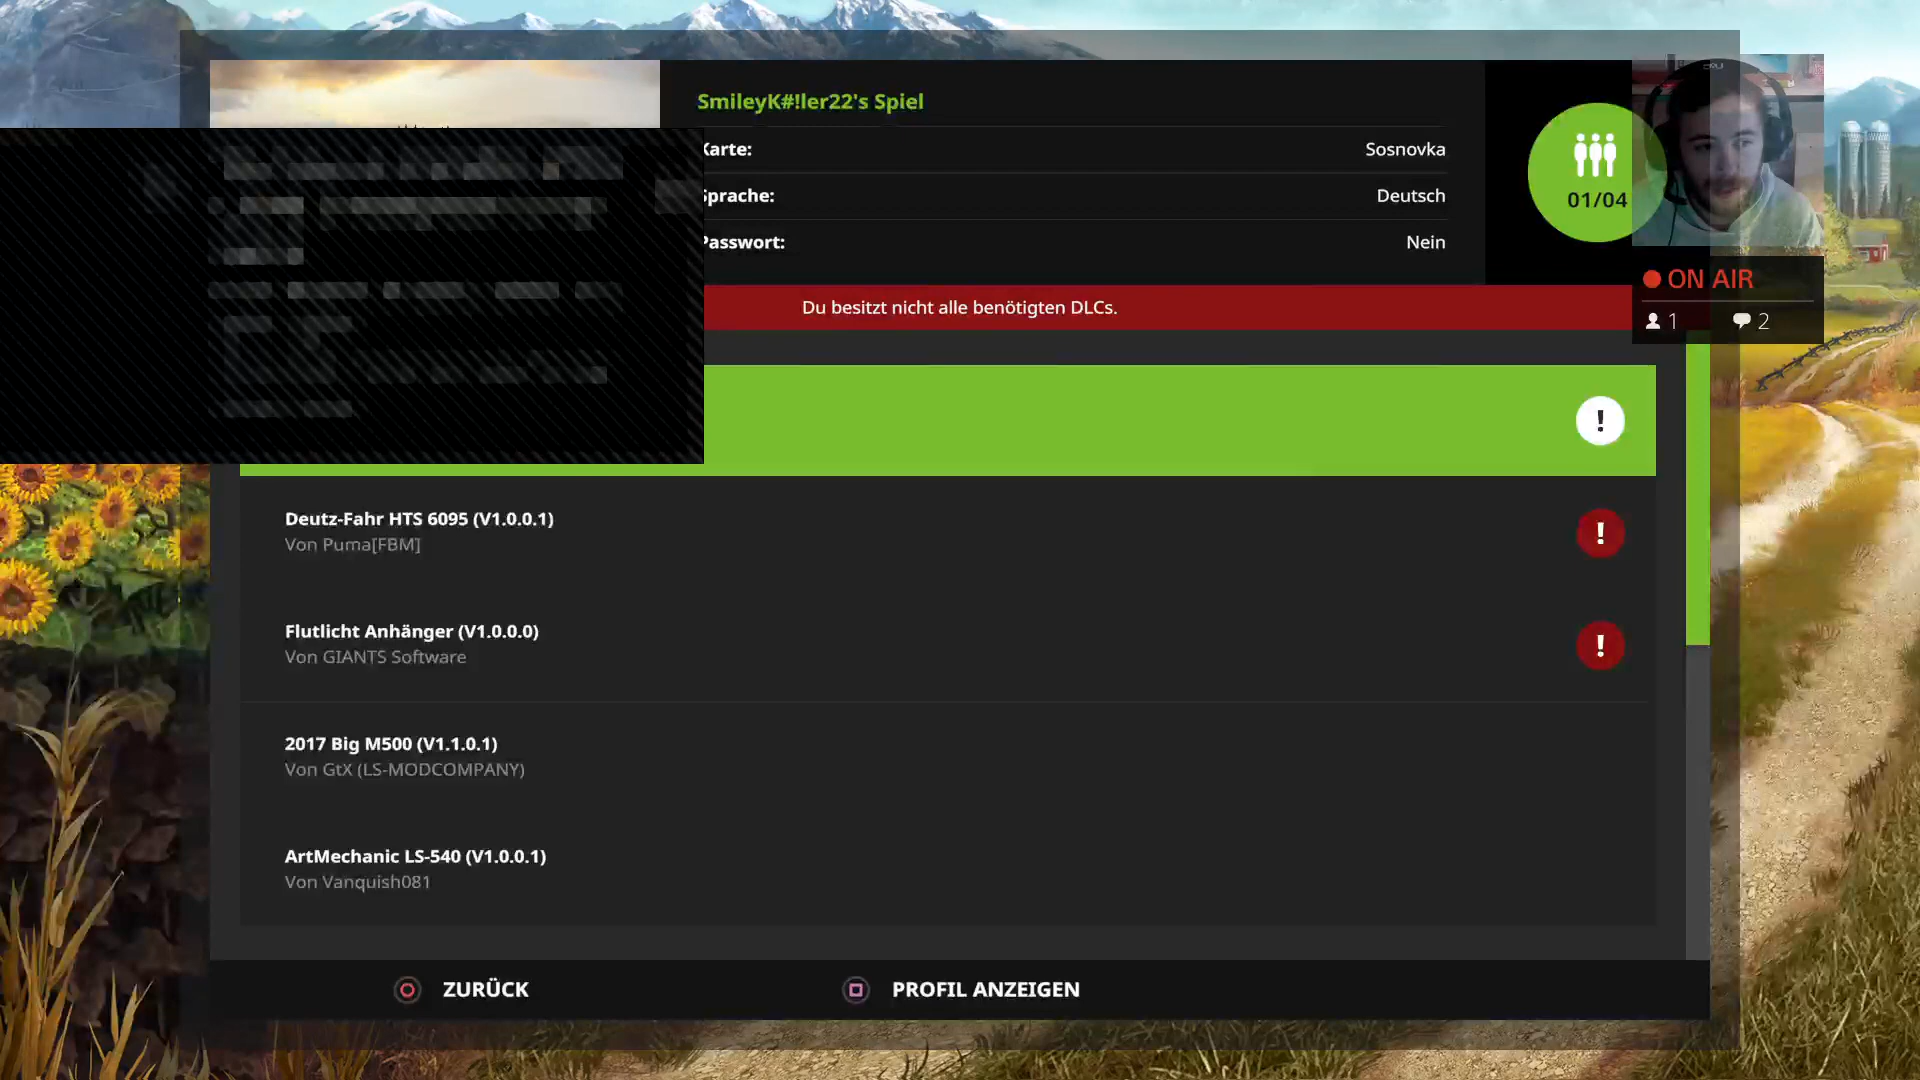 SmileyK#!ler22's Spiel
Karte: Sosnovka
Sprache: Deutsch
Passwort: Nein
01/04
ON AIR
1 2
Du besitzt nicht alle benötigten DLCs.
!
Deutz-Fahr HTS 6095 (V1.0.0.1)
Von Puma[FBM]
!
Flutlicht Anhänger (V1.0.0.0)
Von GIANTS Software
!
2017 Big M500 (V1.1.0.1)
Von GtX (LS-MODCOMPANY)
ArtMechanic LS-540 (V1.0.0.1)
Von Vanquish081
ZURÜCK
PROFIL ANZEIGEN